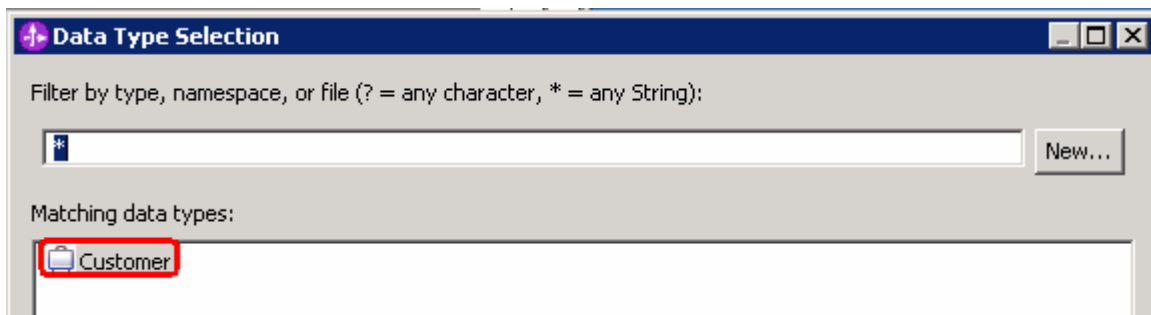 Data Type Selection
Filter by type, namespace, or file (? = any character, * = any String):
*
New...
Matching data types:
Customer